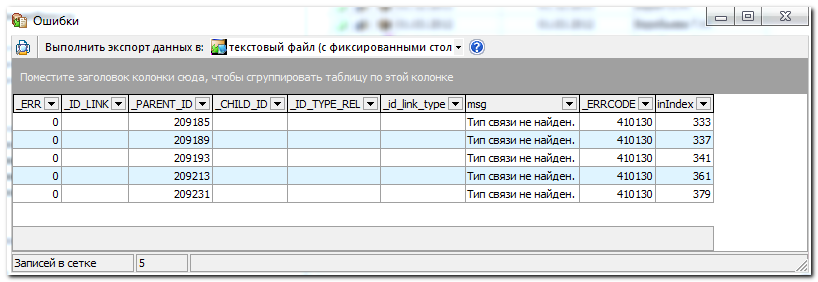 Ошибки
Выполнить экспорт данных в: текстовый файл (с фиксированными стол
Поместите заголовок колонки сюда, чтобы сгруппировать таблицу по этой колонке
_ERR _ID_LINK _PARENT_ID _CHILD_ID _ID_TYPE_REL _id_link_type msg _ERRCODE inIndex
0 209185 Тип связи не найден. 410130 333
0 209189 Тип связи не найден. 410130 337
0 209193 Тип связи не найден. 410130 341
0 209213 Тип связи не найден. 410130 361
0 209231 Тип связи не найден. 410130 379
Записей в сетке 5